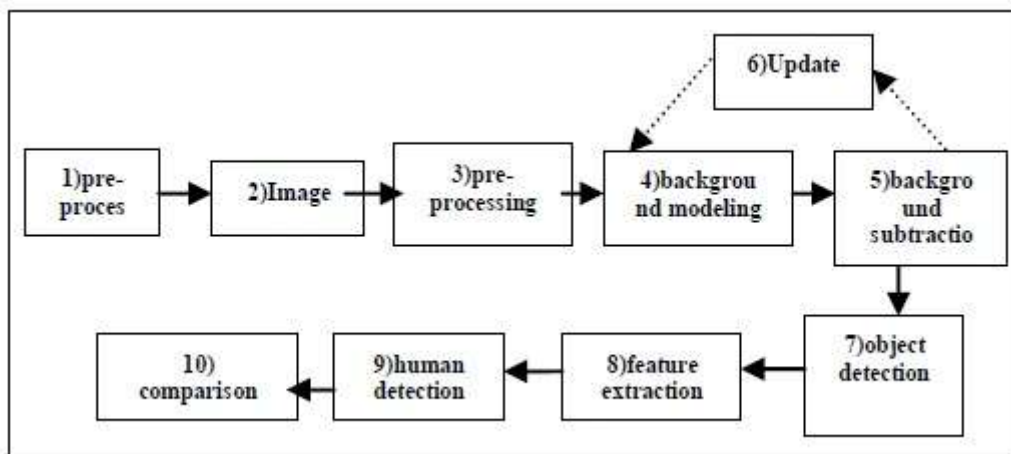 1)pre-
proces
2)Image
3)pre-
processing
4)backgrou
nd modeling
5)backgro
und
subtractio
6)Update
7)object
detection
8)feature
extraction
9)human
detection
10)
comparison